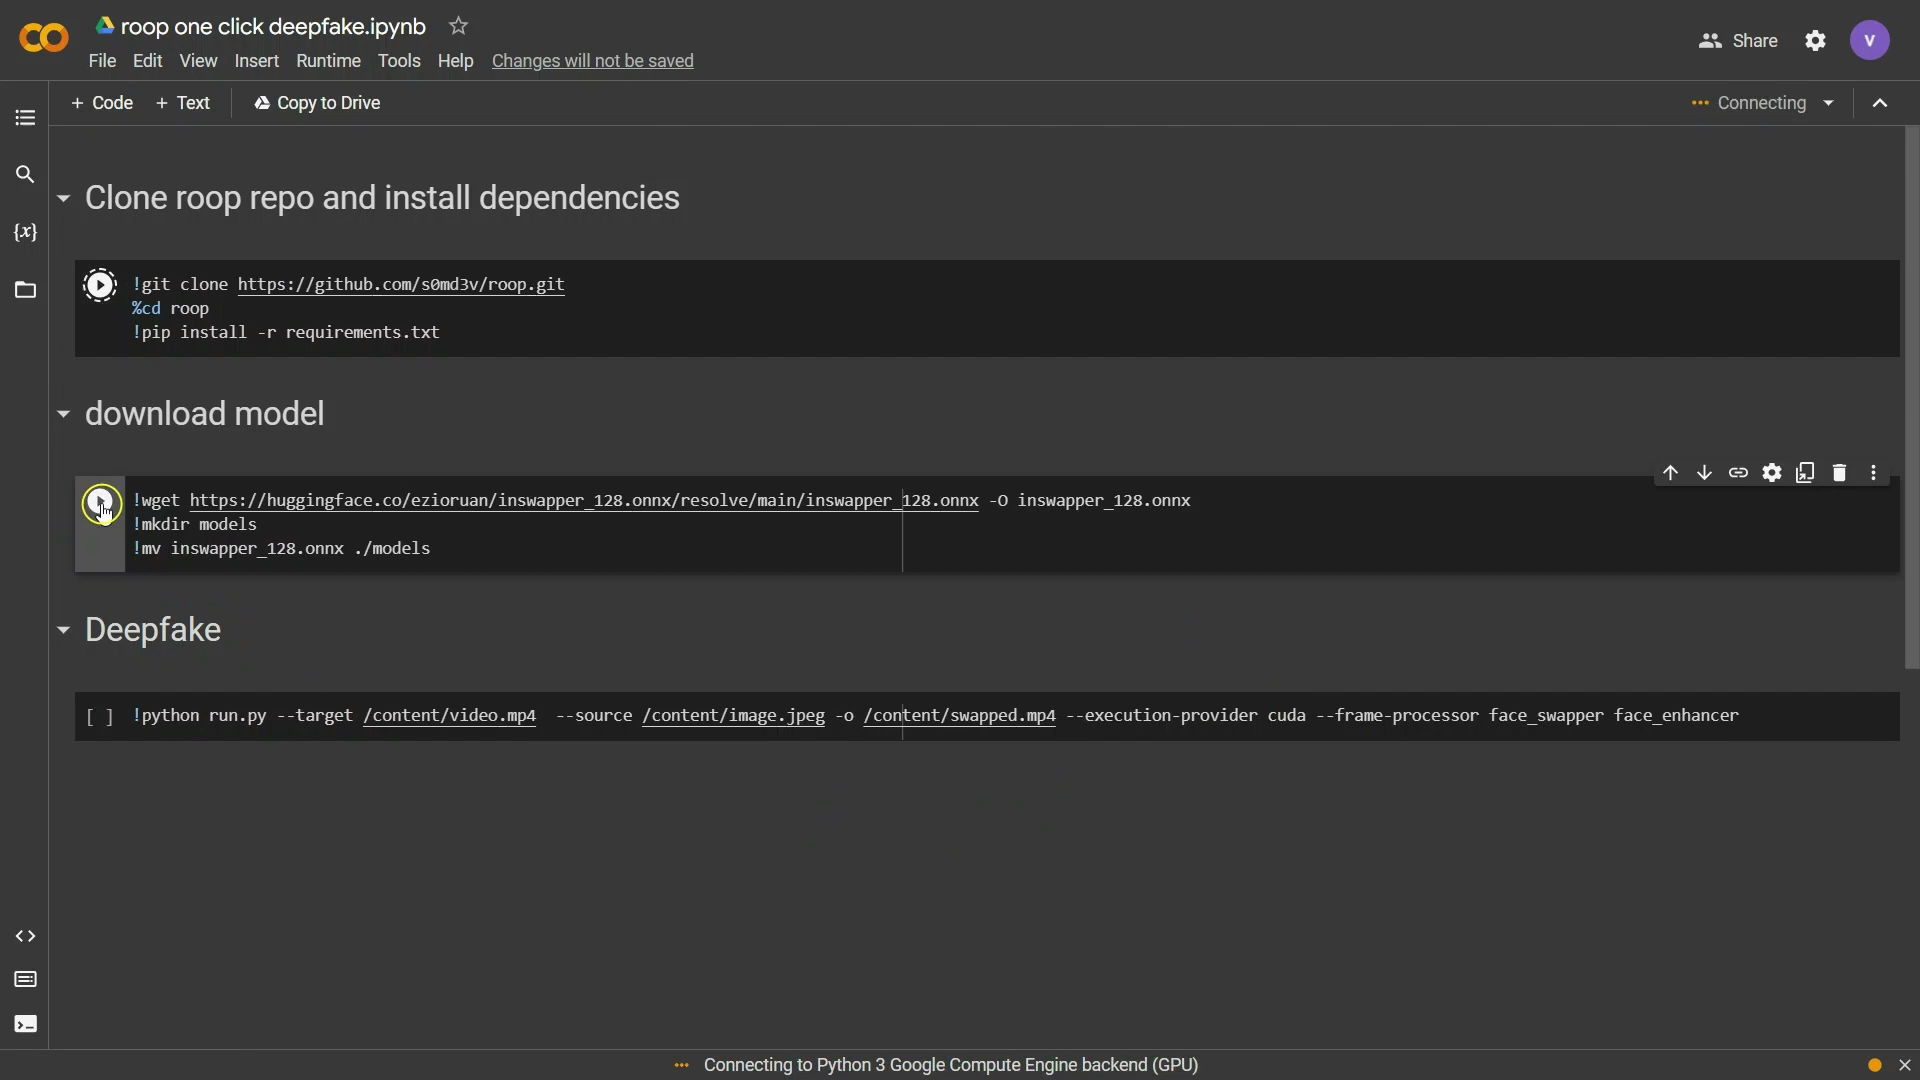 roop one click deepfake.ipynb
File Edit View Insert Runtime Tools Help Changes will not be saved
Share
V
+ Code + Text Copy to Drive
Connecting
{x}
Clone roop repo and install dependencies
!git clone https://github.com/s0md3v/roop.git
%cd roop
!pip install -r requirements.txt
download model
!wget https://huggingface.co/ezioruan/inswapper_128.onnx/resolve/main/inswapper_128.onnx -O inswapper_128.onnx
!mkdir models
!mv inswapper_128.onnx ./models
Deepfake
[ ] !python run.py --target /content/video.mp4 --source /content/image.jpeg -o /content/swapped.mp4 --execution-provider cuda --frame-processor face_swapper face_enhancer
Connecting to Python 3 Google Compute Engine backend (GPU)